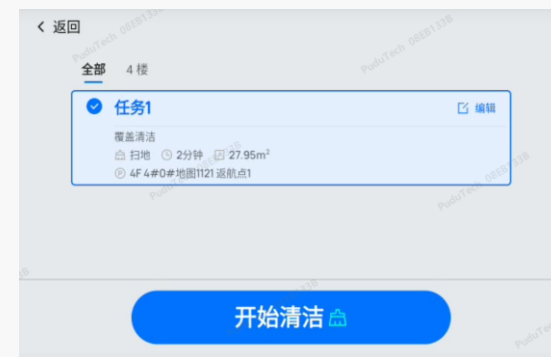 返回
全部 4楼
任务1 编辑
覆盖清洁
扫地 2分钟 27.95m²
P 4F 4#0#地图1121 返航点1
开始清洁
PuduTech 08EB133B